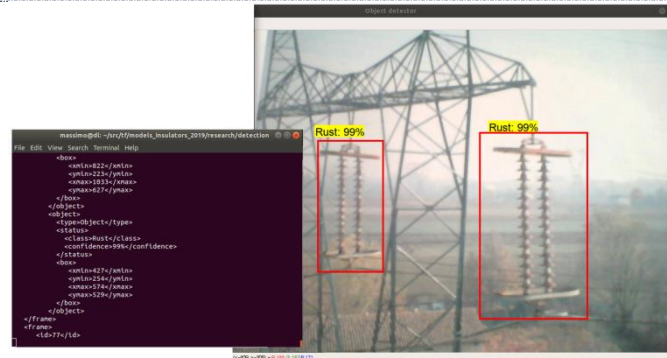 Object detector
Rust: 99%
Rust: 99%
massimo@dl: ~/src/tf/models_insulators_2019/research/detection
File Edit View Search Terminal Help
<box>
<xmin>822</xmin>
<ymin>223</ymin>
<xmax>1033</xmax>
<ymax>627</ymax>
</box>
</object>
<object>
<type>Object</type>
<status>
<class>Rust</class>
<confidence>99%</confidence>
</status>
<box>
<xmin>427</xmin>
<ymin>254</ymin>
<xmax>574</xmax>
<ymax>529</ymax>
</box>
</object>
</frame>
<frame>
<id>77</id>